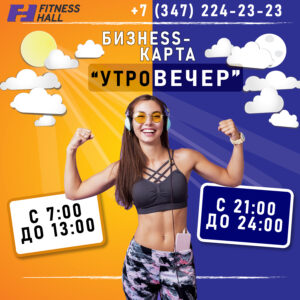 FITNESS
HALL
+7 (347) 224-23-23
БИЗНESS-
КАРТА
“УТРОВЕЧЕР”
С 7:00
ДО 13:00
С 21:00
ДО 24:00